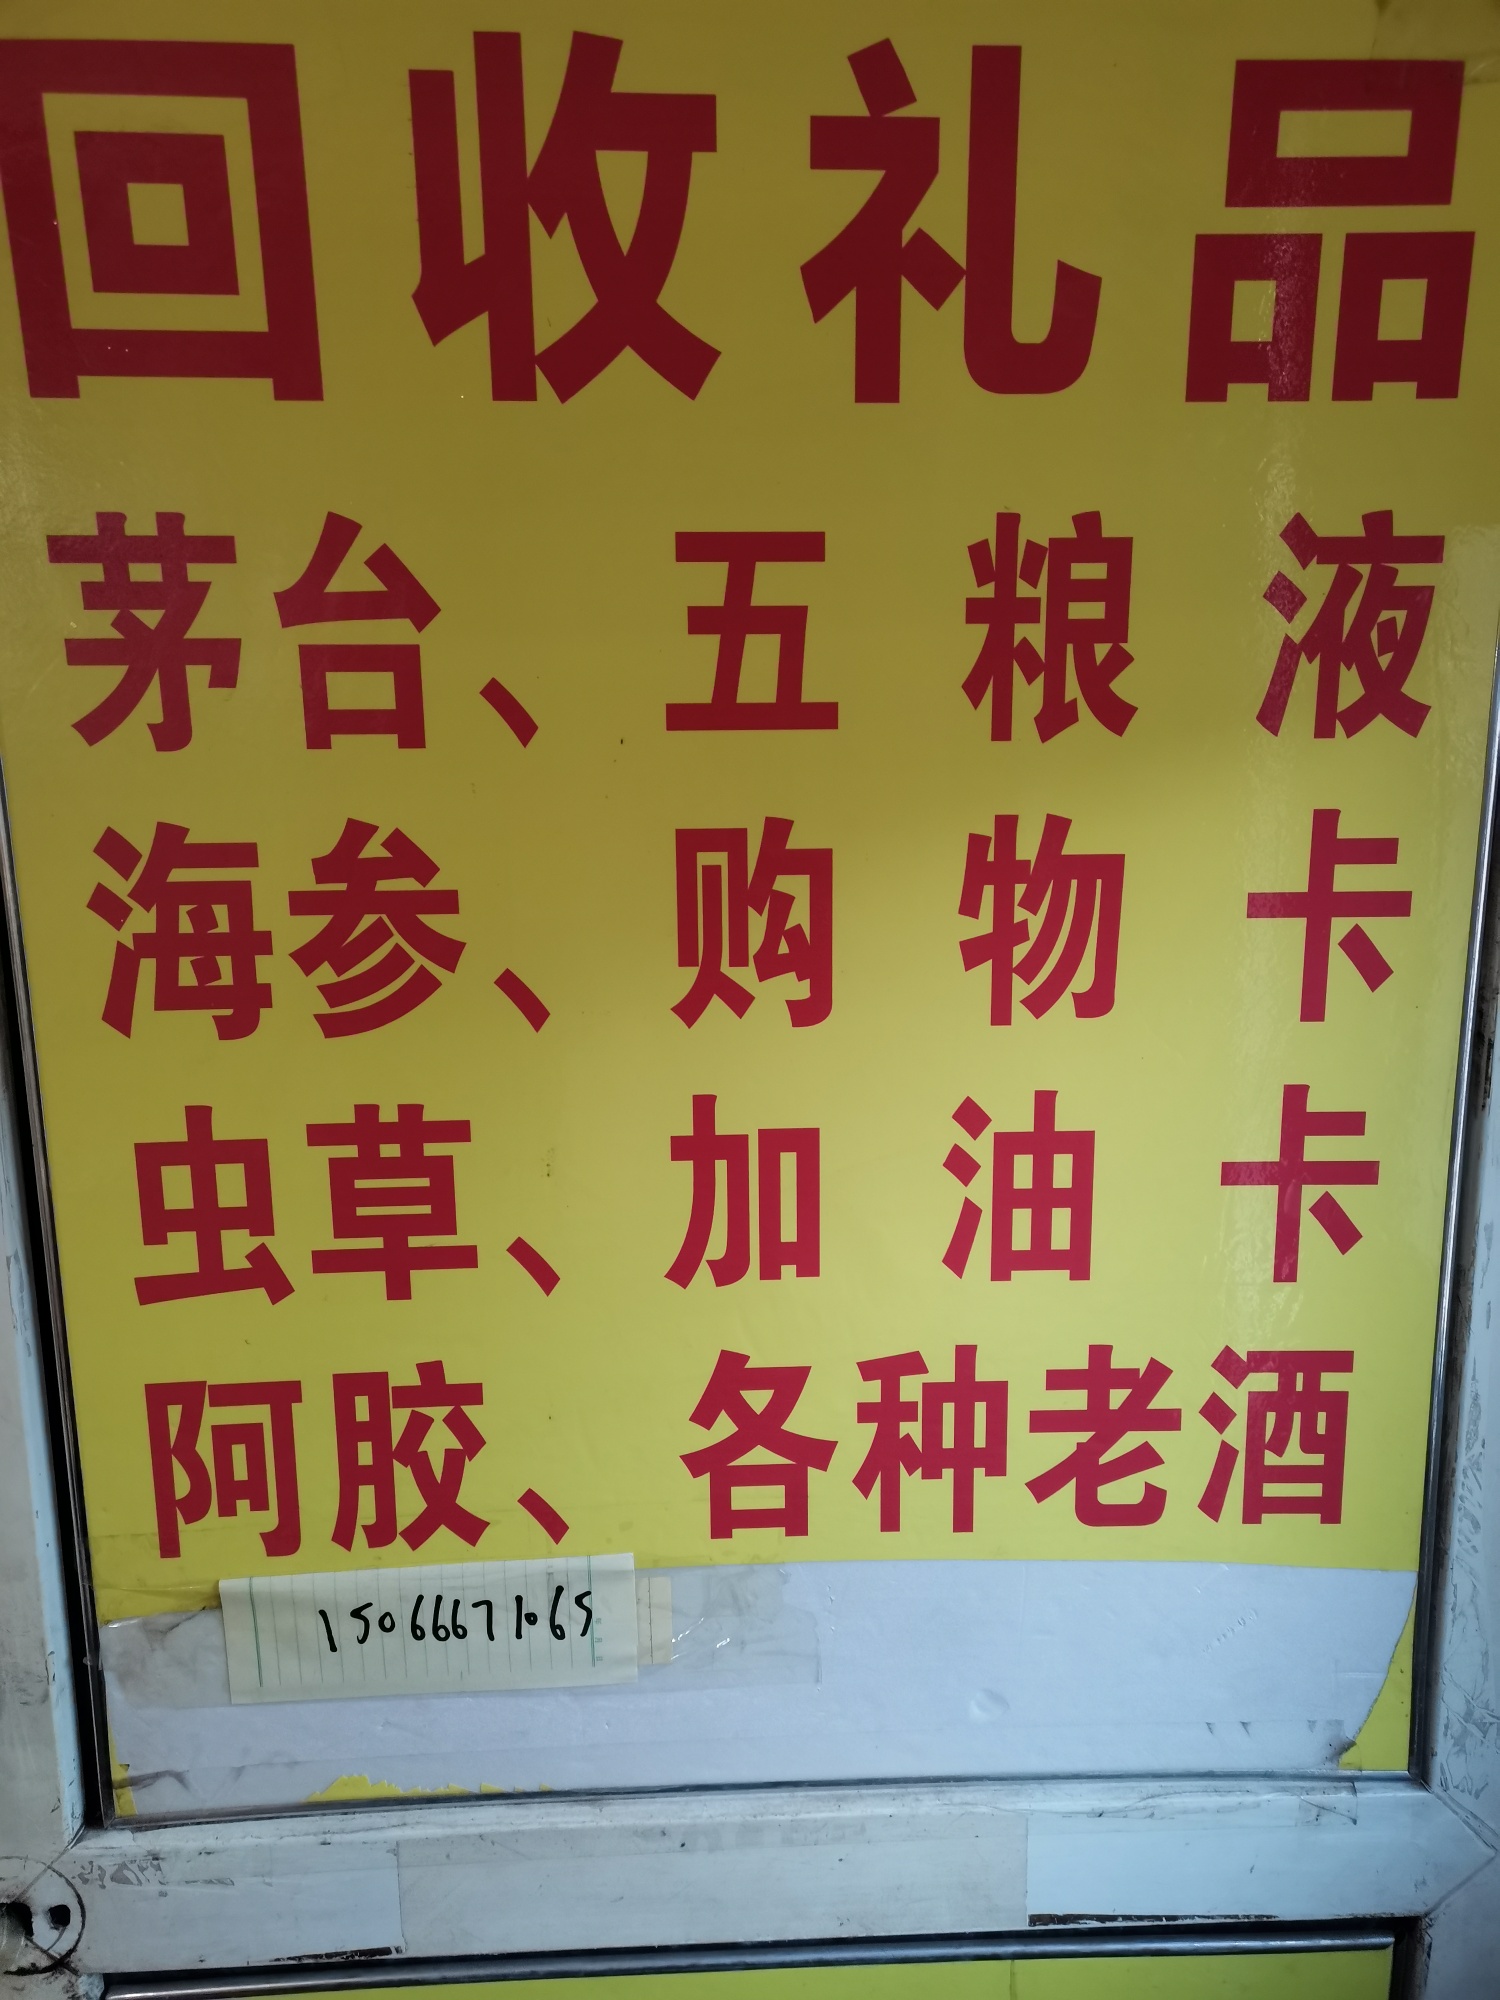 回收礼品
茅台、五粮液
海参、购物卡
虫草、加油卡
阿胶、各种老酒
15066671065